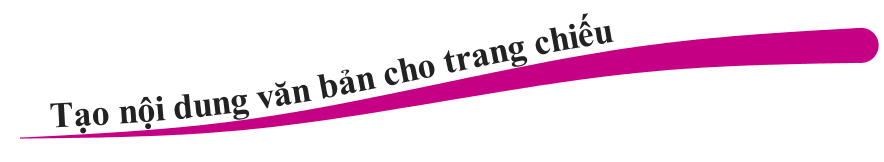 Tạo nội dung văn bản cho trang chiếu